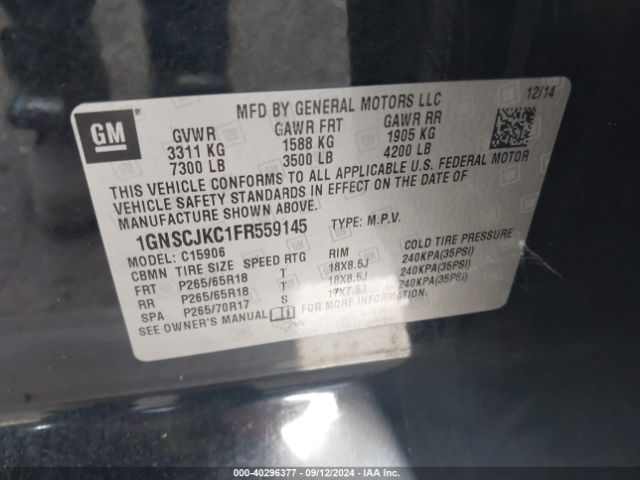 GM
MFD BY GENERAL MOTORS LLC
12/14
GVWR GAWR FRT GAWR RR
3311 KG 1588 KG 1905 KG
7300 LB 3500 LB 4200 LB
THIS VEHICLE CONFORMS TO ALL APPLICABLE U.S. FEDERAL MOTOR
VEHICLE SAFETY STANDARDS IN EFFECT ON THE DATE OF
MANUFACTURE SHOWN ABOVE.
1GNSCJKC1FR559145 TYPE: M.P.V.
MODEL: C15906
CBMN TIRE SIZE SPEED RTG RIM COLD TIRE PRESSURE
FRT P265/65R18 T 18X8.5J 240KPA(35PSI)
RR P265/65R18 T 18X8.5J 240KPA(35PSI)
SPA P265/70R17 S 17X7.5J 240KPA(35PSI)
SEE OWNER'S MANUAL FOR MORE INFORMATION.
000-40296377 - 09/12/2024 - IAA Inc.